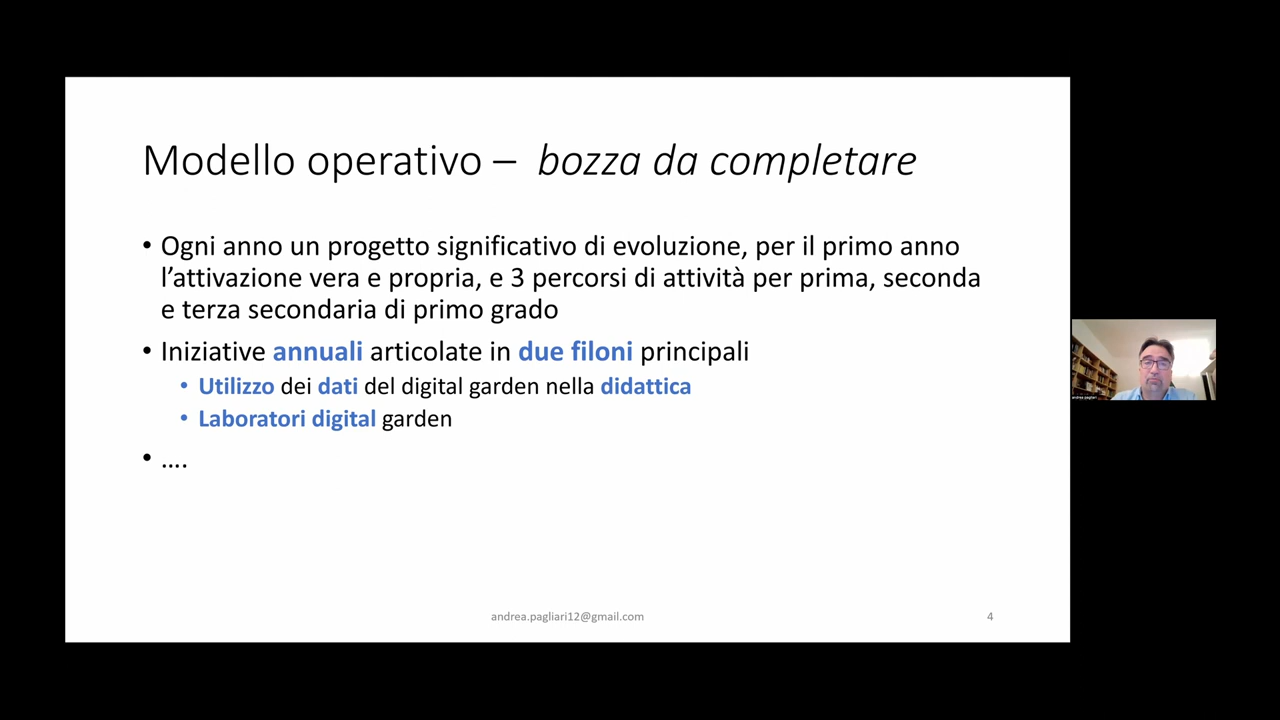 Modello operativo – bozza da completare
• Ogni anno un progetto significativo di evoluzione, per il primo anno
l’attivazione vera e propria, e 3 percorsi di attività per prima, seconda
e terza secondaria di primo grado
• Iniziative annuali articolate in due filoni principali
• Utilizzo dei dati del digital garden nella didattica
• Laboratori digital garden
• ....
andrea.pagliari12@gmail.com
4
andrea pagliari